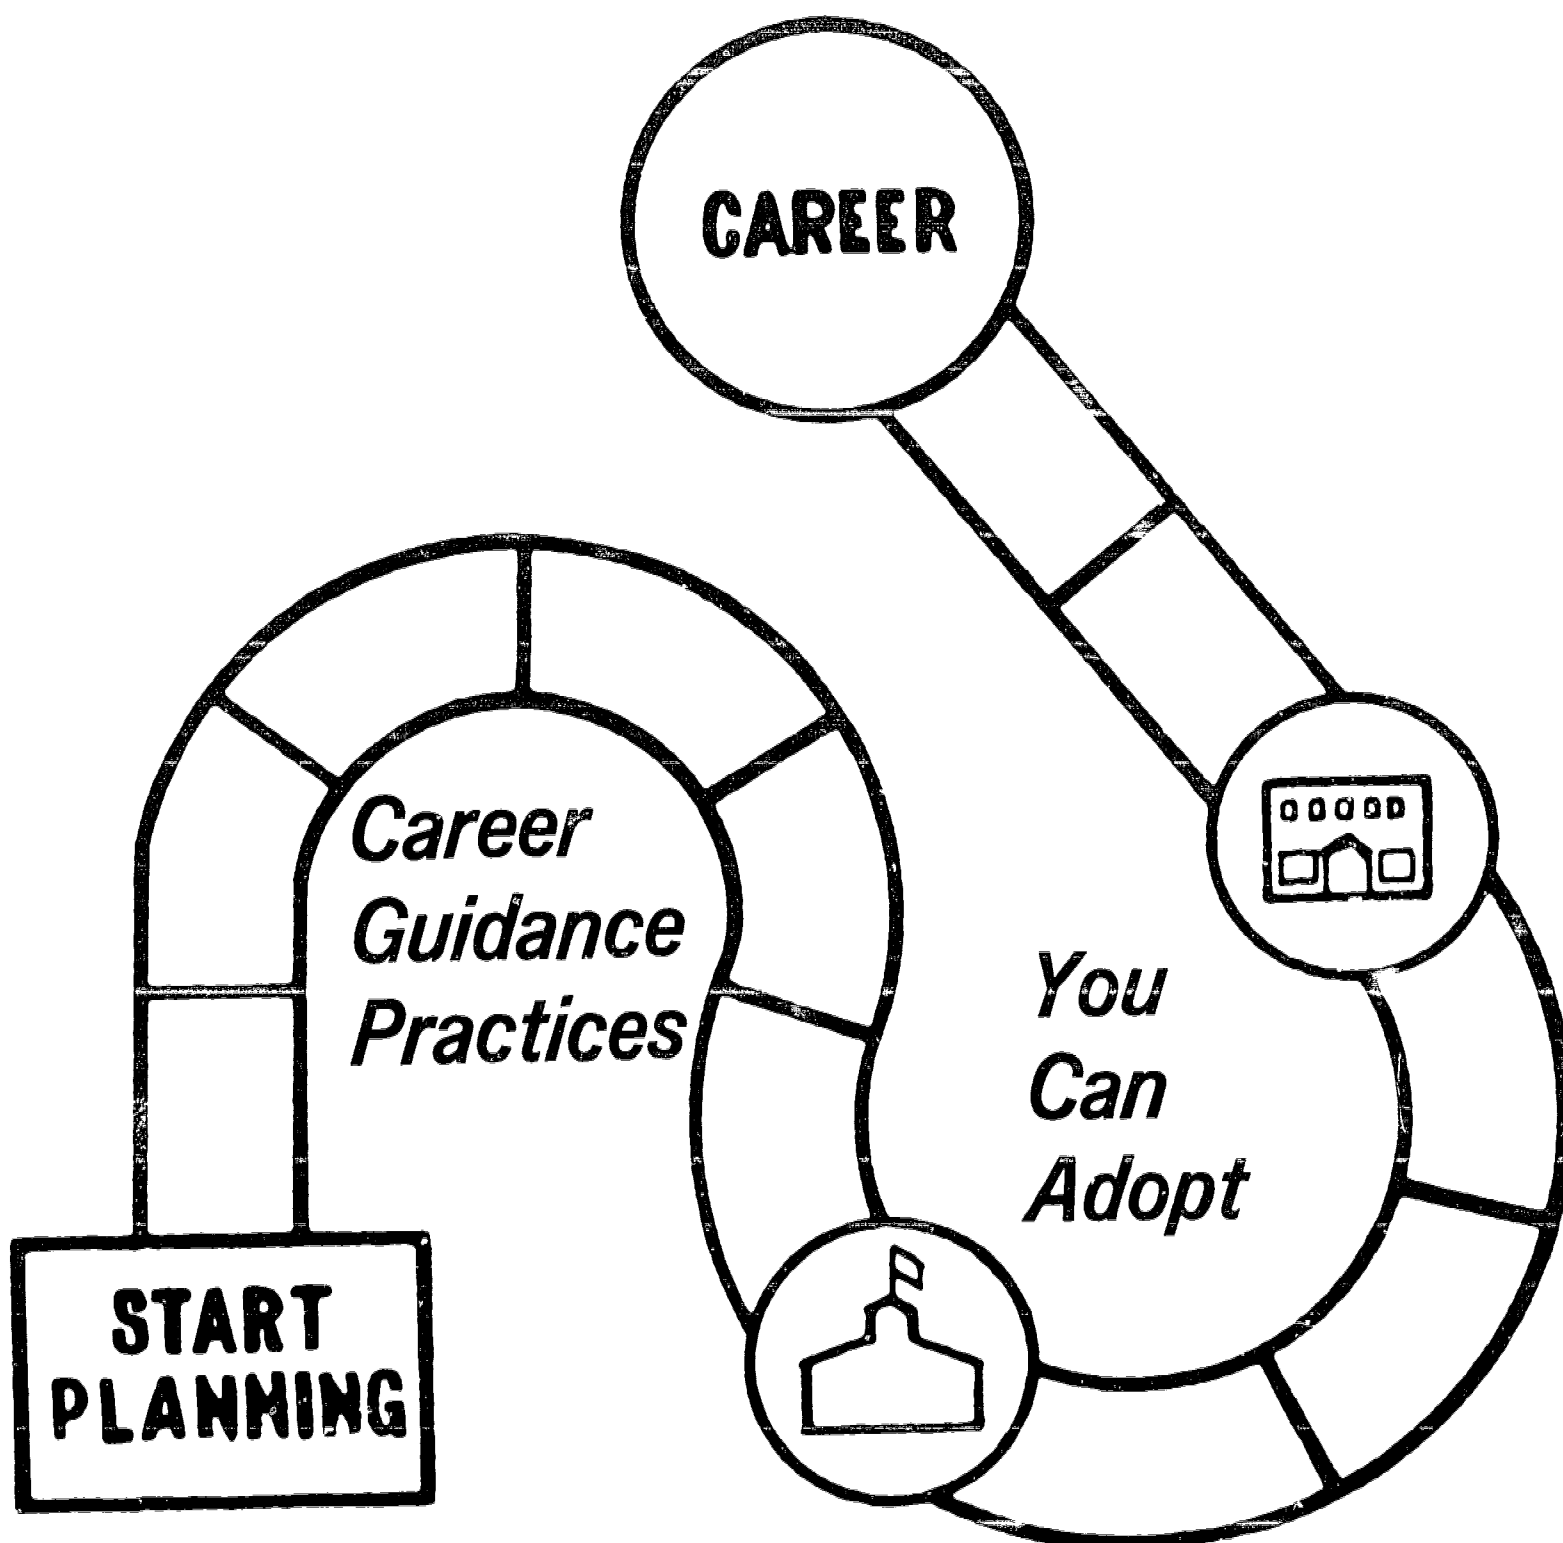 CAREER
Career
Guidance
Practices
You
Can
Adopt
START
PLANNING